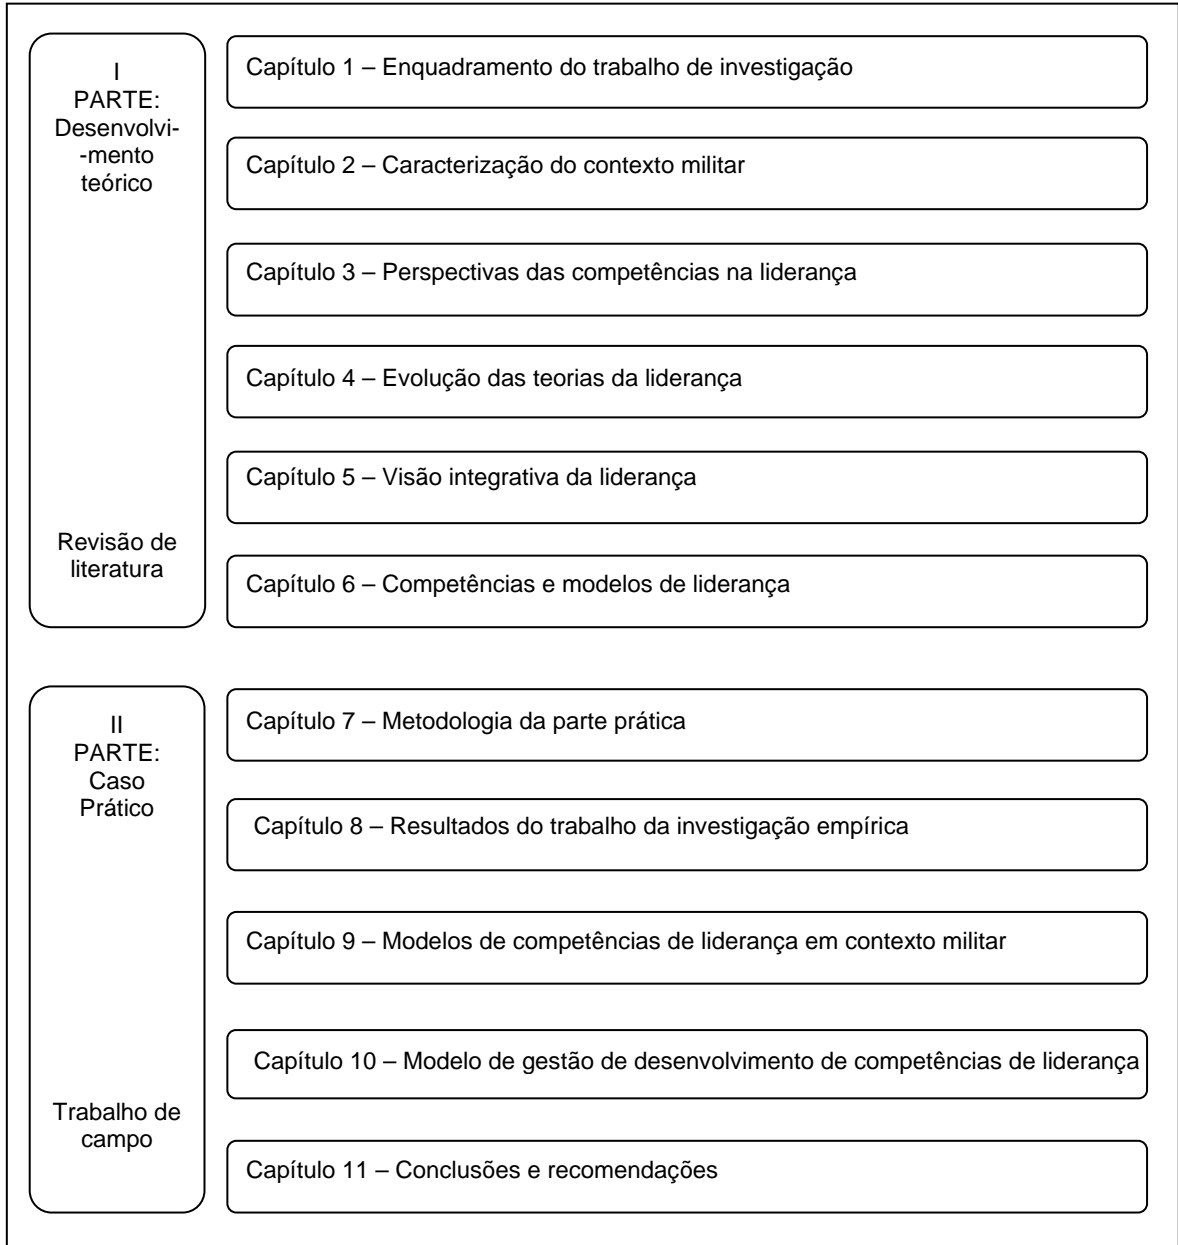 I
PARTE:
Desenvolvi-
-mento
teórico
Revisão de
literatura
Capítulo 1 – Enquadramento do trabalho de investigação
Capítulo 2 – Caracterização do contexto militar
Capítulo 3 – Perspectivas das competências na liderança
Capítulo 4 – Evolução das teorias da liderança
Capítulo 5 – Visão integrativa da liderança
Capítulo 6 – Competências e modelos de liderança
II
PARTE:
Caso
Prático
Trabalho de
campo
Capítulo 7 – Metodologia da parte prática
Capítulo 8 – Resultados do trabalho da investigação empírica
Capítulo 9 – Modelos de competências de liderança em contexto militar
Capítulo 10 – Modelo de gestão de desenvolvimento de competências de liderança
Capítulo 11 – Conclusões e recomendações